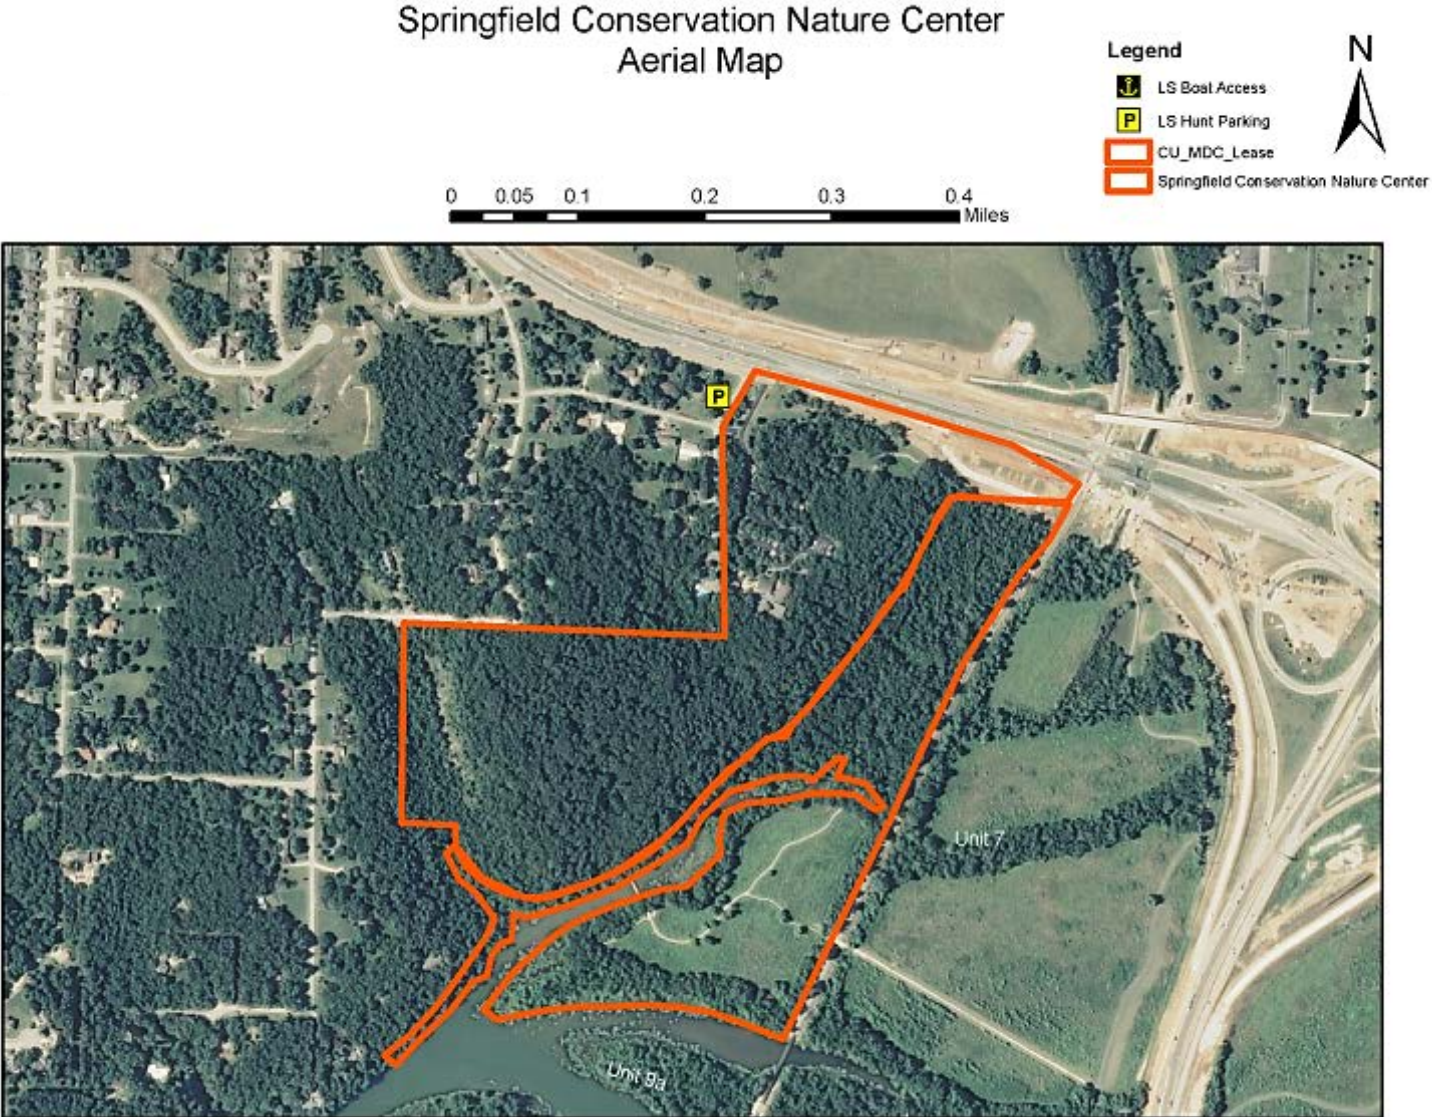 Springfield Conservation Nature Center
Aerial Map
Legend
N
LS Boat Access
P LS Hunt Parking
CU_MDC_Lease
Springfield Conservation Nature Center
0 0.05 0.1 0.2 0.3 0.4
Miles
P
Unit 7
Unit 9a